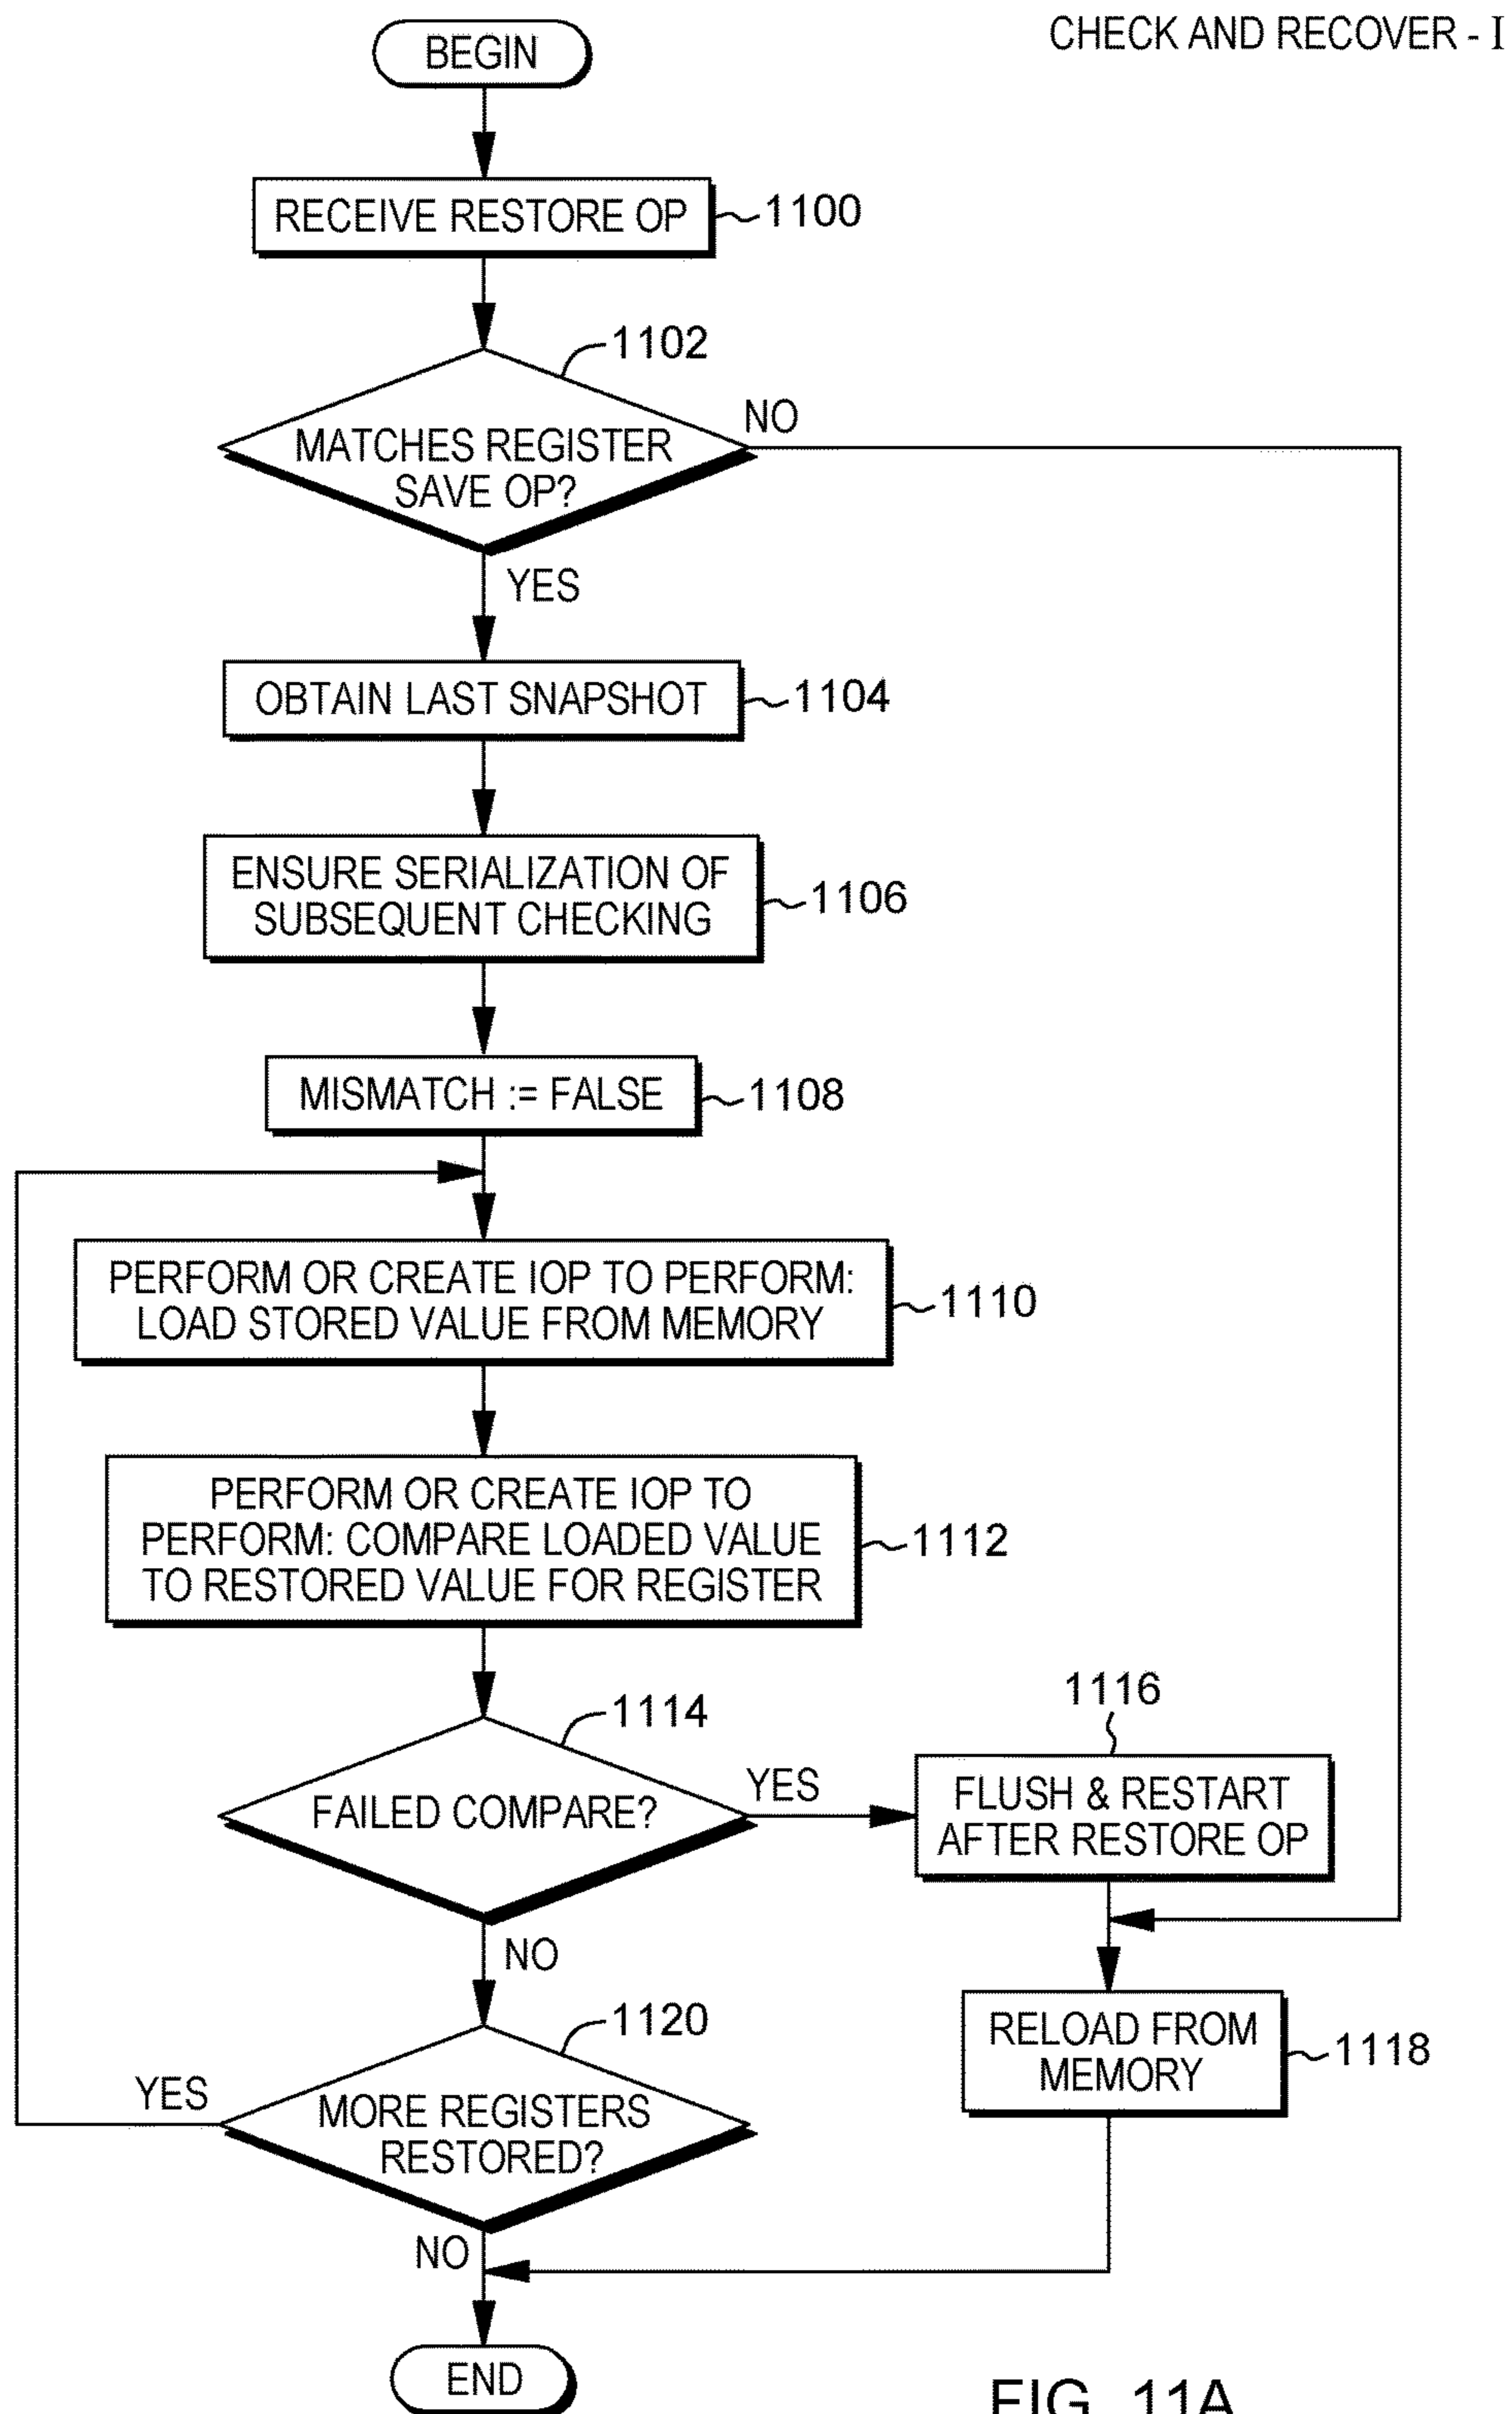 CHECK AND RECOVER - I
BEGIN
RECEIVE RESTORE OP
1100
1102
MATCHES REGISTER
SAVE OP?
NO
YES
OBTAIN LAST SNAPSHOT
1104
ENSURE SERIALIZATION OF
SUBSEQUENT CHECKING
1106
MISMATCH := FALSE
1108
PERFORM OR CREATE IOP TO PERFORM:
LOAD STORED VALUE FROM MEMORY
1110
PERFORM OR CREATE IOP TO
PERFORM: COMPARE LOADED VALUE
TO RESTORED VALUE FOR REGISTER
1112
1114
FAILED COMPARE?
YES
1116
FLUSH & RESTART
AFTER RESTORE OP
NO
1120
MORE REGISTERS
RESTORED?
YES
RELOAD FROM
MEMORY
1118
NO
END
FIG. 11A